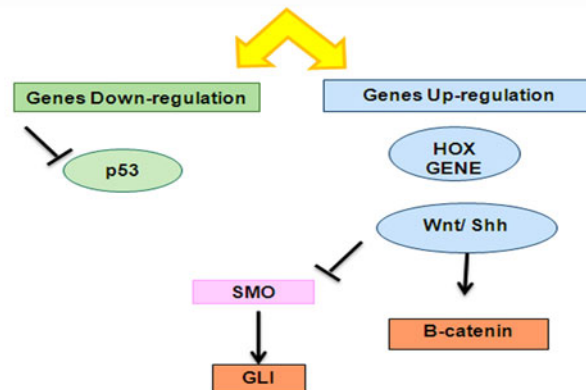 Genes Down-regulation
Genes Up-regulation
p53
HOX
GENE
Wnt/ Shh
SMO
B-catenin
GLI